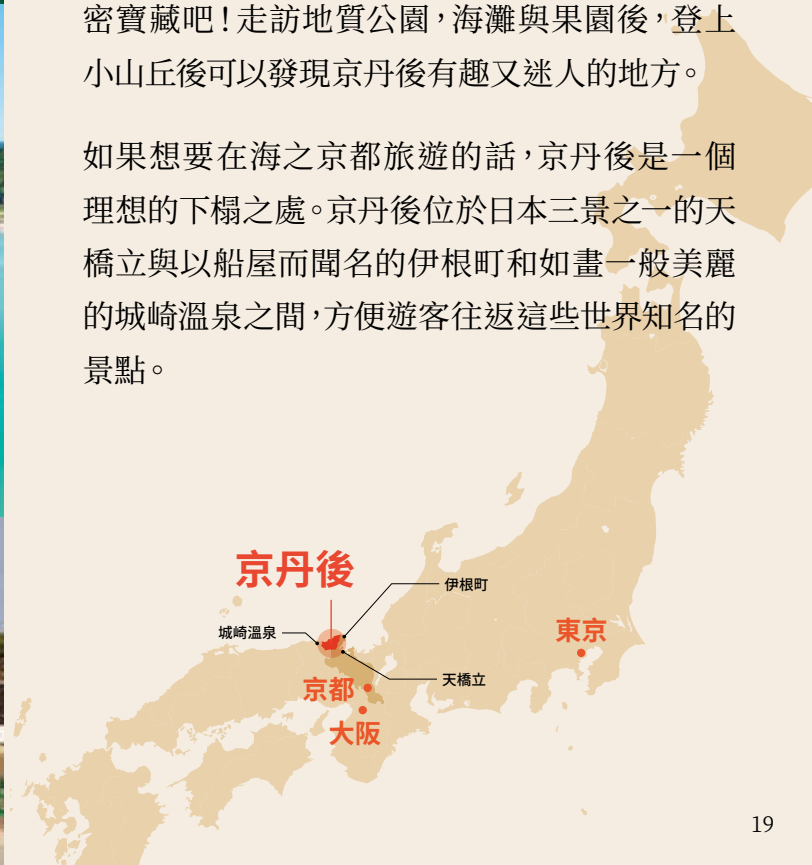 密寶藏吧！走訪地質公園，海灘與果園後，登上
小山丘後可以發現京丹後有趣又迷人的地方。
如果想要在海之京都旅遊的話，京丹後是一個
理想的下榻之處。京丹後位於日本三景之一的天
橋立與以船屋而聞名的伊根町和如畫一般美麗
的城崎溫泉之間，方便遊客往返這些世界知名的
景點。
京丹後
伊根町
城崎溫泉
東京
天橋立
京都
大阪
19